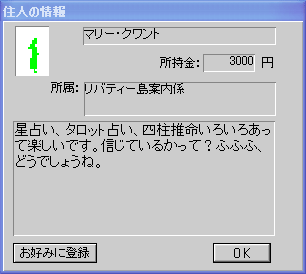 住人の情報
マリー・クワント
所持金: 3000 円
所属: リバティー島案内係
星占い、タロット占い、四柱推命いろいろあっ
て楽しいです。信じているかって？ふふふ、
どうでしょうね。
お好みに登録 OK